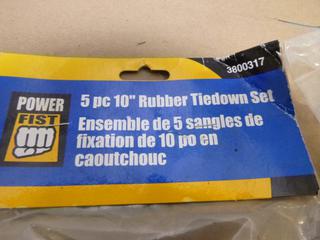 3800317
POWER
FIST
5 pc 10" Rubber Tiedown Set
Ensemble de 5 sangles de
fixation de 10 po en
caoutchouc